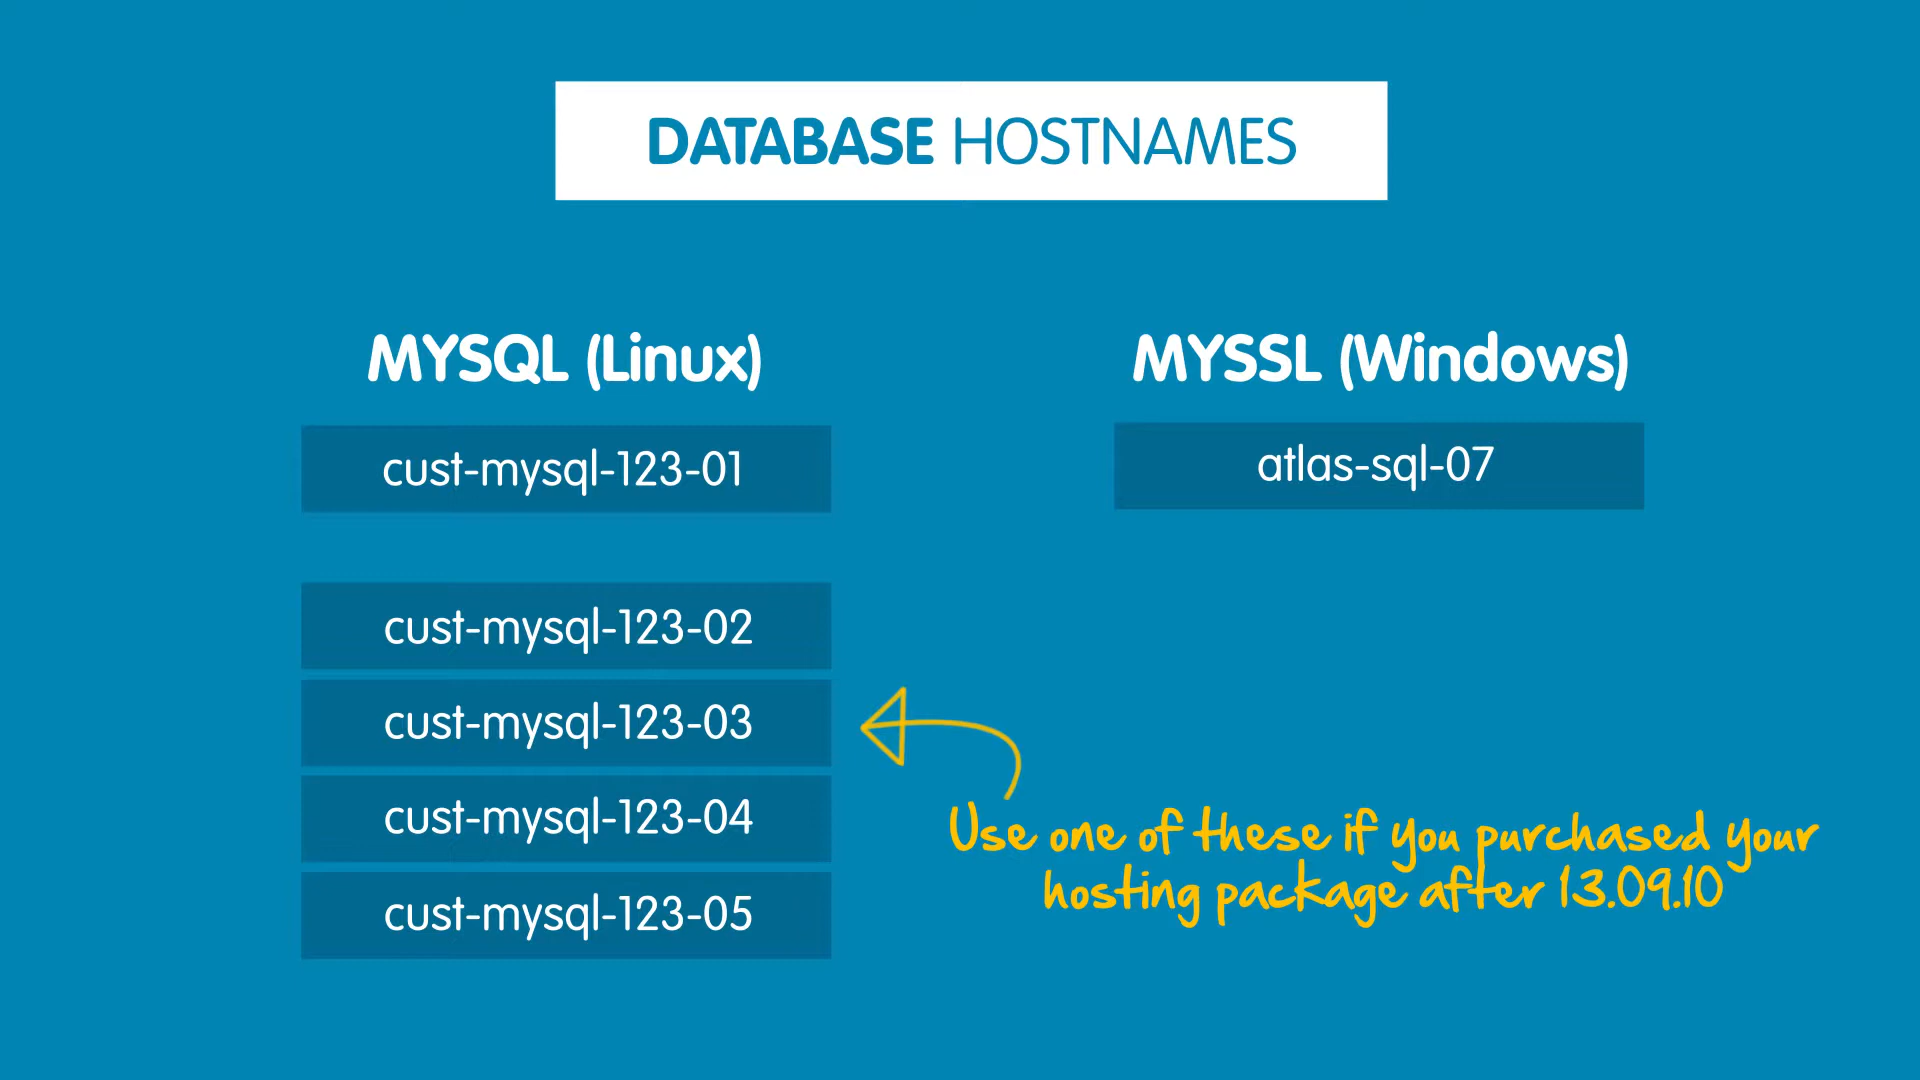 DATABASE HOSTNAMES
MYSQL (Linux)
cust-mysql-123-01
cust-mysql-123-02
cust-mysql-123-03
cust-mysql-123-04
cust-mysql-123-05
MYSSL (Windows)
atlas-sql-07
Use one of these if you purchased your
hosting package after 13.09.10